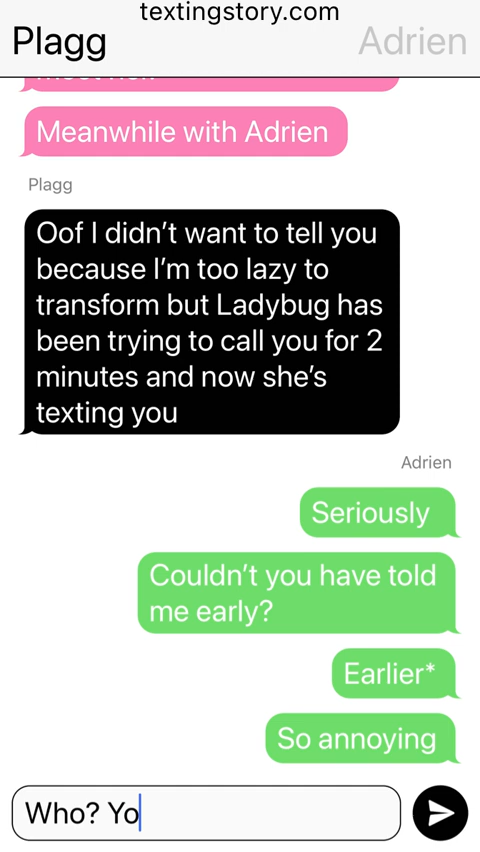 textingstory.com
Plagg
Adrien
Meanwhile with Adrien
Plagg
Oof I didn’t want to tell you
because I’m too lazy to
transform but Ladybug has
been trying to call you for 2
minutes and now she’s
texting you
Adrien
Seriously
Couldn’t you have told
me early?
Earlier*
So annoying
Who? Yo